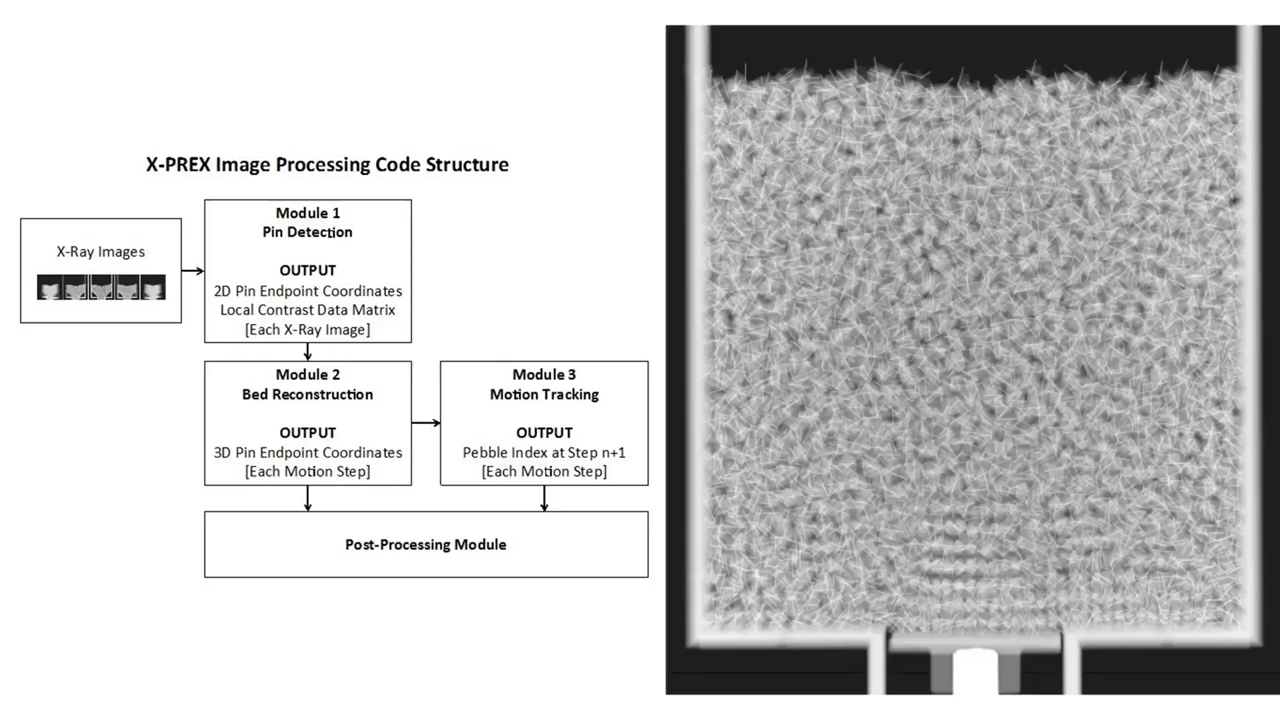 X-PREX Image Processing Code Structure
X-Ray Images
Module 1
Pin Detection
OUTPUT
2D Pin Endpoint Coordinates
Local Contrast Data Matrix
[Each X-Ray Image]
Module 2
Bed Reconstruction
OUTPUT
3D Pin Endpoint Coordinates
[Each Motion Step]
Module 3
Motion Tracking
OUTPUT
Pebble Index at Step n+1
[Each Motion Step]
Post-Processing Module